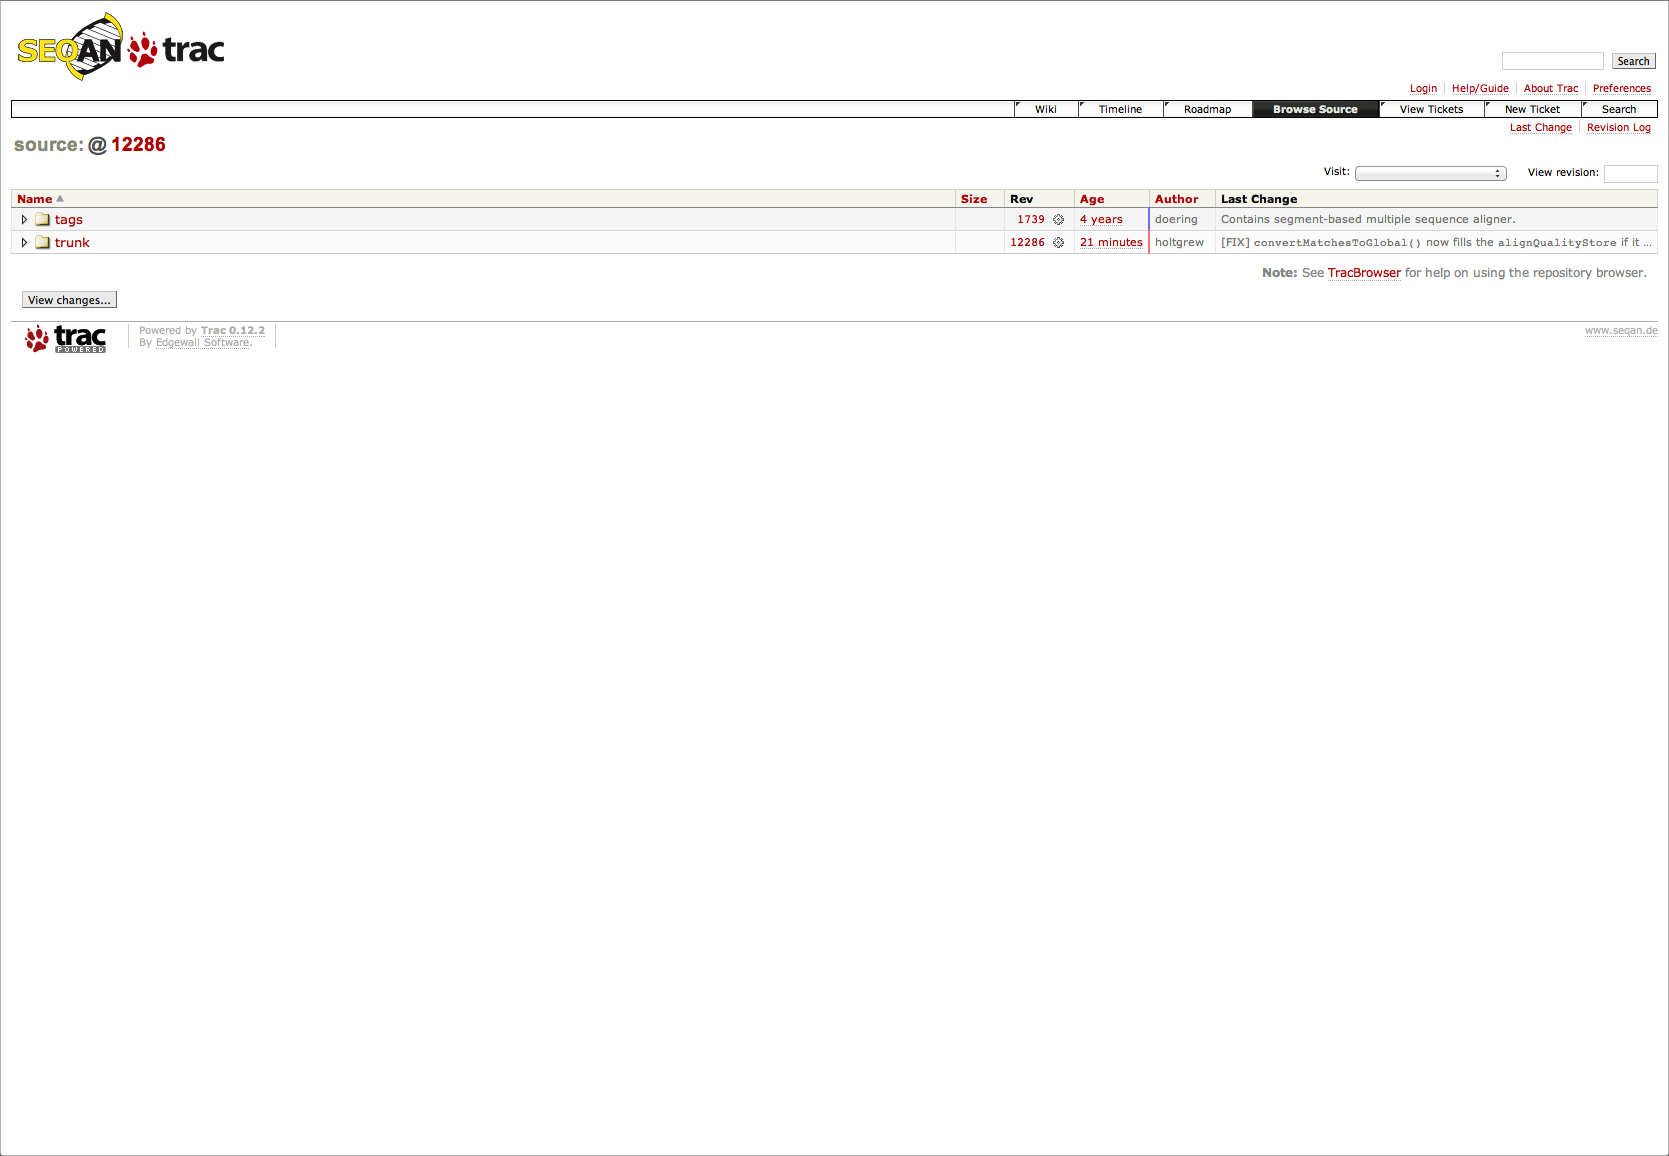 SEQAN trac
Search
Login Help/Guide About Trac Preferences
Wiki Timeline Roadmap Browse Source View Tickets New Ticket Search
Last Change Revision Log
source: @ 12286
Visit: View revision:
Name Size Rev Age Author Last Change
tags 1739 4 years doering Contains segment-based multiple sequence aligner.
trunk 12286 21 minutes holtgrew [FIX] convertMatchesToGlobal() now fills the alignQualityStore if it ...
Note: See TracBrowser for help on using the repository browser.
View changes...
trac POWERED
Powered by Trac 0.12.2
By Edgewall Software.
www.seqan.de